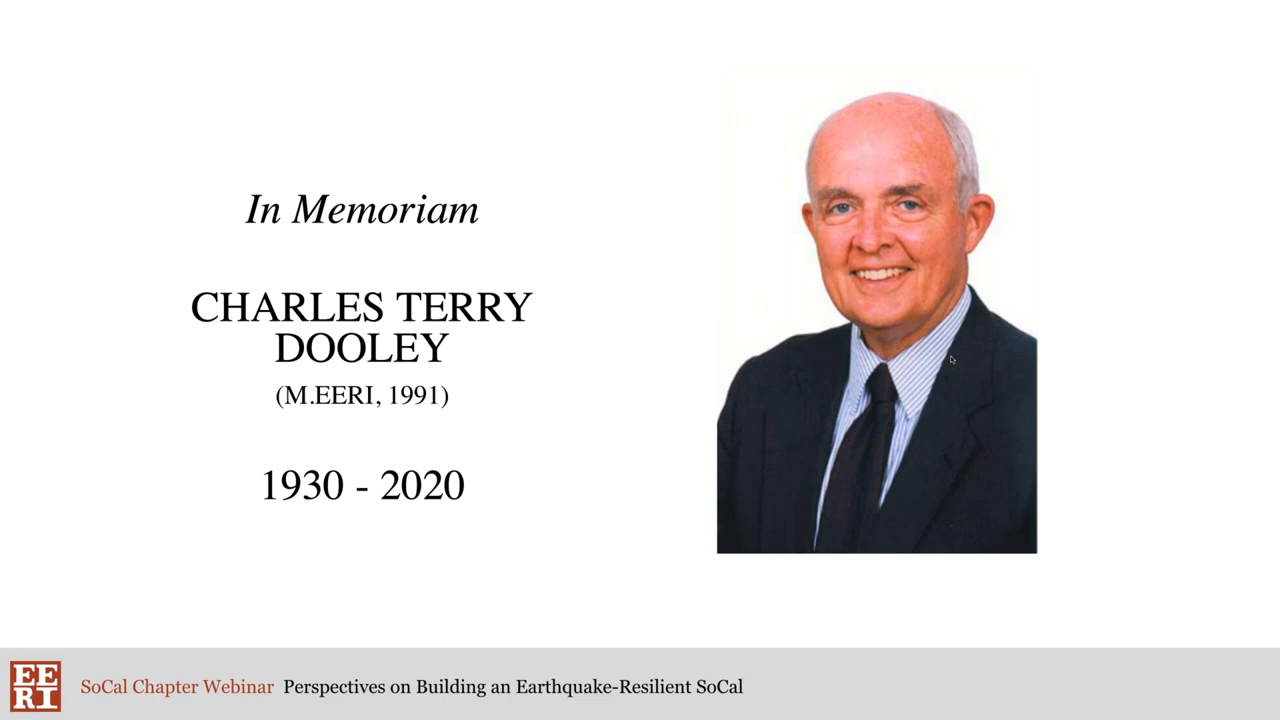 In Memoriam
CHARLES TERRY
DOOLEY
(M.EERI, 1991)
1930 - 2020
EE
RI
SoCal Chapter Webinar Perspectives on Building an Earthquake-Resilient SoCal